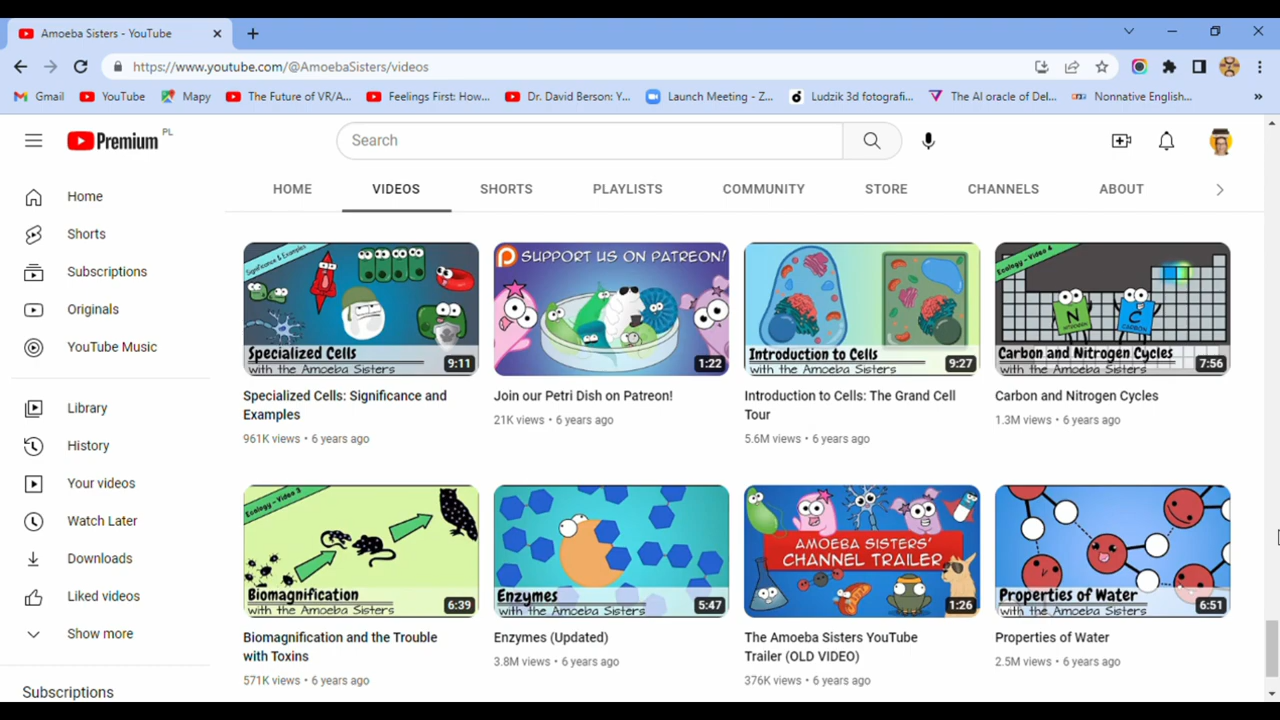 Amoeba Sisters - YouTube
https://www.youtube.com/@AmoebaSisters/videos
Gmail YouTube Mapy The Future of VR/A... Feelings First: How... Dr. David Berson: Y... Launch Meeting - Z... Ludzik 3d fotografi... The AI oracle of Del... Nonnative English... »
Premium PL
Search
HOME VIDEOS SHORTS PLAYLISTS COMMUNITY STORE CHANNELS ABOUT
Home
Shorts
Subscriptions
Originals
YouTube Music
Library
History
Your videos
Watch Later
Downloads
Liked videos
Show more
Subscriptions
Significance & Examples
Specialized Cells
with the Amoeba Sisters
9:11
Specialized Cells: Significance and
Examples
961K views • 6 years ago
SUPPORT US ON PATREON!
1:22
Join our Petri Dish on Patreon!
21K views • 6 years ago
Introduction to Cells
with the Amoeba Sisters
9:27
Introduction to Cells: The Grand Cell
Tour
5.6M views • 6 years ago
Ecology - Video 4
N
NITROGEN
C
CARBON
Carbon and Nitrogen Cycles
with the Amoeba Sisters
7:56
Carbon and Nitrogen Cycles
1.3M views • 6 years ago
Ecology - Video 3
Biomagnification
with the Amoeba Sisters
6:39
Biomagnification and the Trouble
with Toxins
571K views • 6 years ago
Enzymes
with the Amoeba Sisters
5:47
Enzymes (Updated)
3.8M views • 6 years ago
AMOEBA SISTERS'
CHANNEL TRAILER
1:26
The Amoeba Sisters YouTube
Trailer (OLD VIDEO)
376K views • 6 years ago
Properties of Water
with the Amoeba Sisters
6:51
Properties of Water
2.5M views • 6 years ago